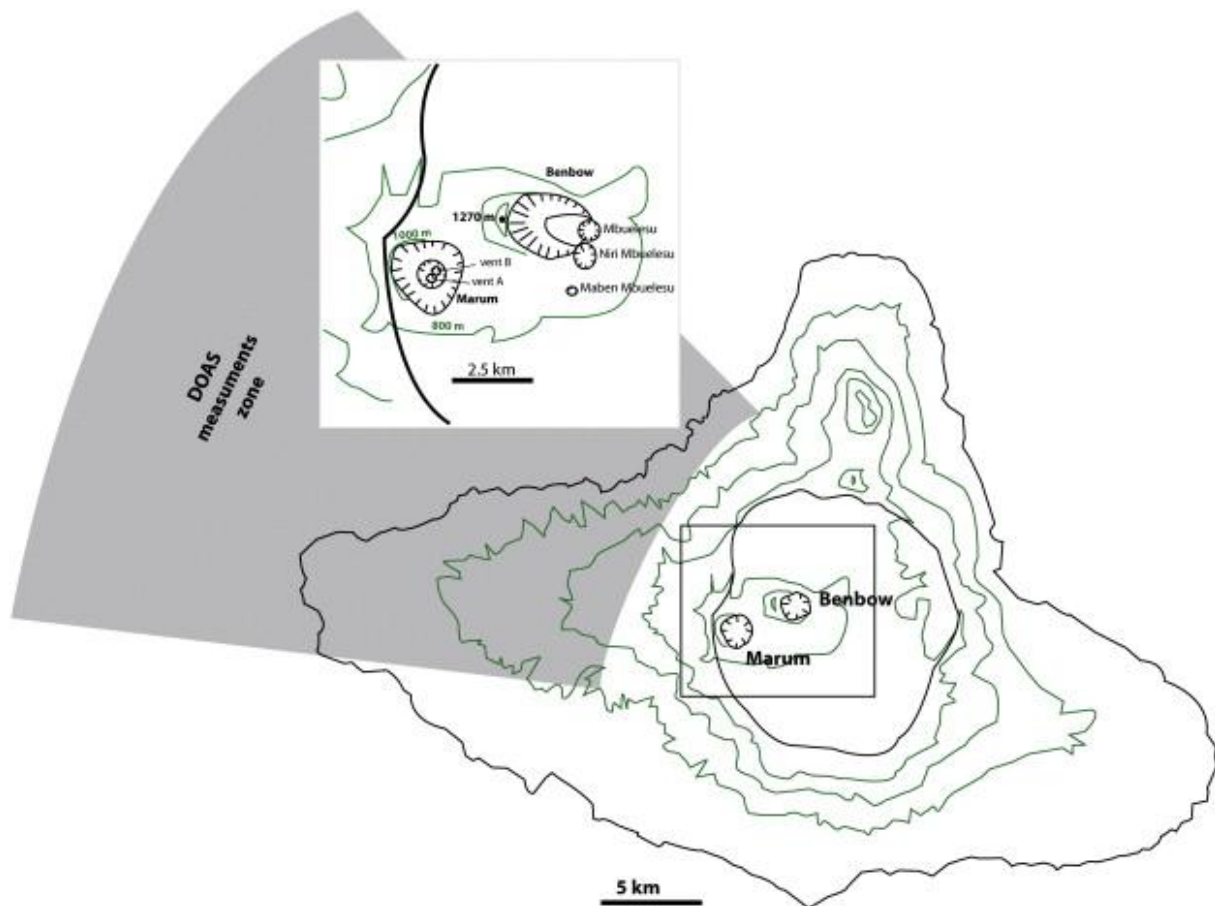 Benbow
1270 m
Mbuelesu
1000 m
Niri Mbuelesu
vent B
vent A
Maben Mbuelesu
Marum
800 m
2.5 km
DOAS
measuments
zone
Benbow
Marum
5 km